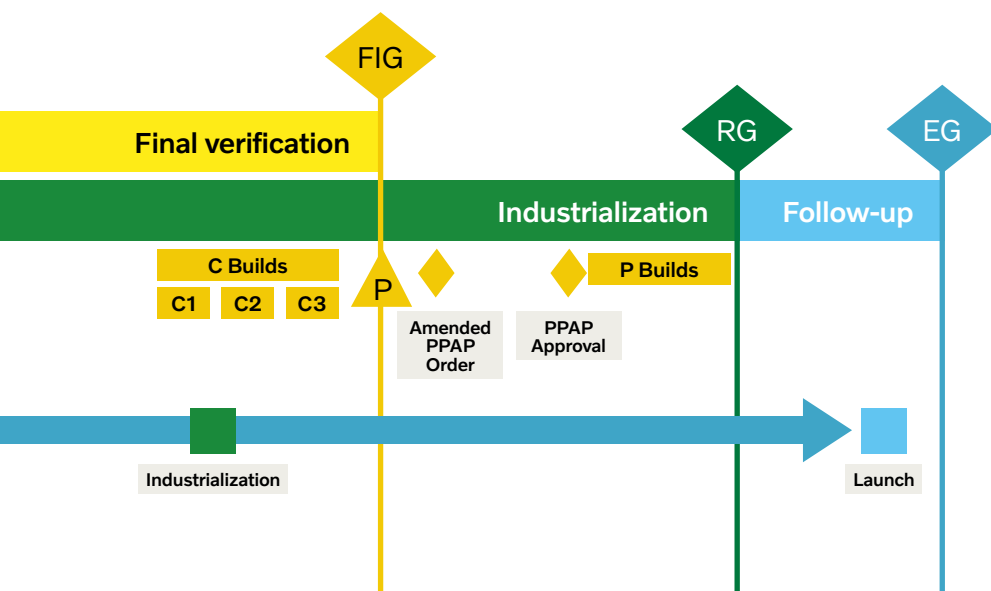 FIG
RG
EG
Final verification
Industrialization
Follow-up
C Builds
P Builds
C1
C2
C3
P
Amended
PPAP
Order
PPAP
Approval
Industrialization
Launch